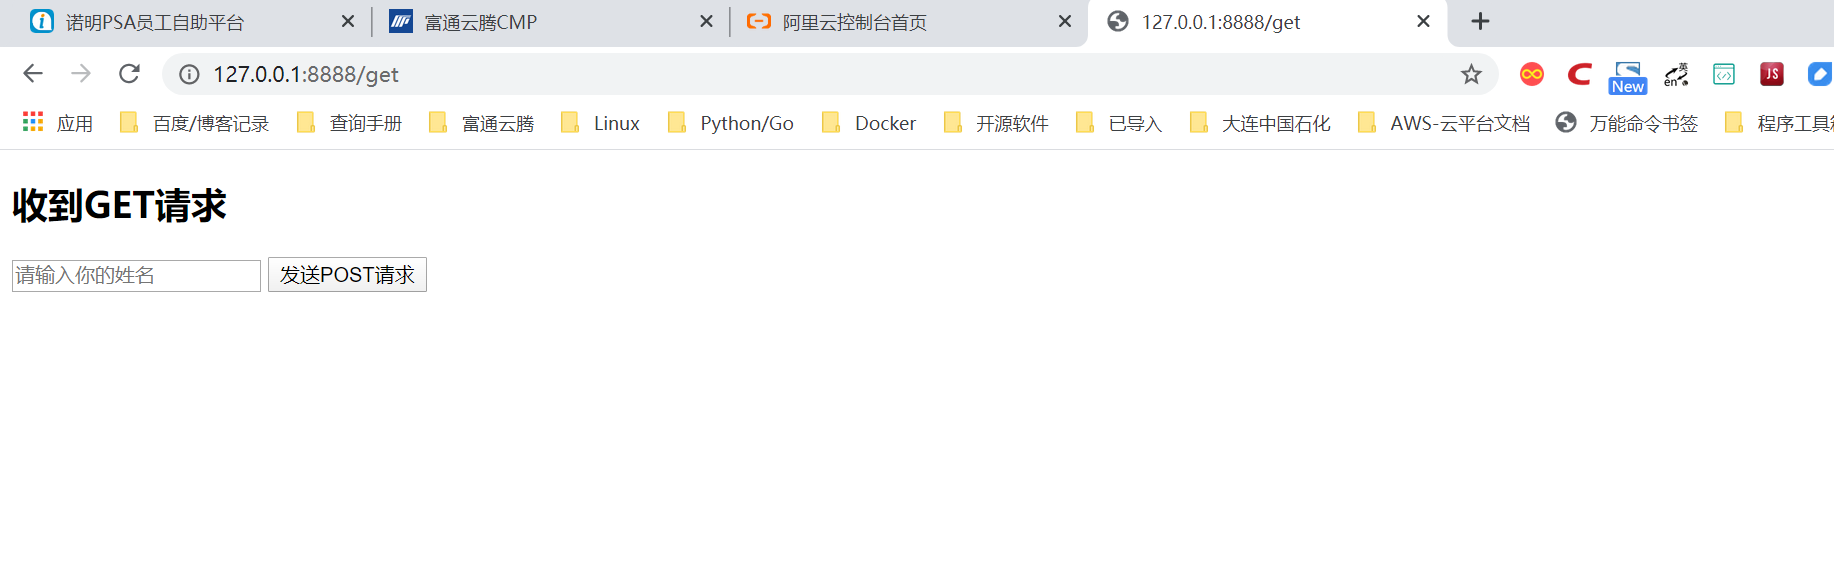 诺明PSA员工自助平台 富通云腾CMP 阿里云控制台首页 127.0.0.1:8888/get
127.0.0.1:8888/get New 英 en JS
应用 百度/博客记录 查询手册 富通云腾 Linux Python/Go Docker 开源软件 已导入 大连中国石化 AWS-云平台文档 万能命令书签 程序工具
收到GET请求
请输入你的姓名 发送POST请求